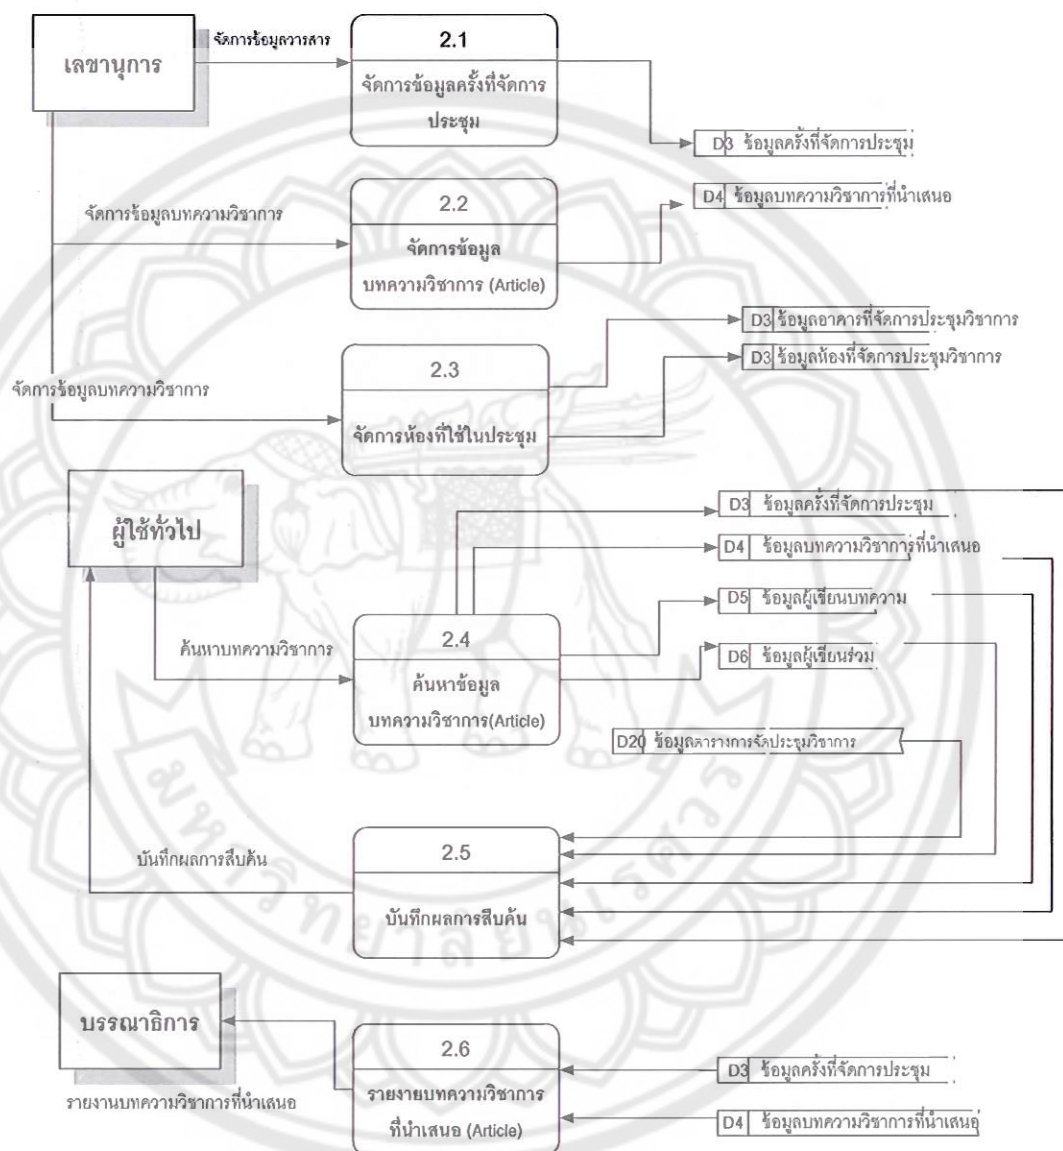 เลขานุการ
จัดการข้อมูลวารสาร
2.1
จัดการข้อมูลครั้งที่จัดการ
ประชุม
D3 ข้อมูลครั้งที่จัดการประชุม
จัดการข้อมูลบทความวิชาการ
2.2
จัดการข้อมูล
บทความวิชาการ (Article)
D4 ข้อมูลบทความวิชาการที่นำเสนอ
จัดการข้อมูลบทความวิชาการ
2.3
จัดการห้องที่ใช้ในประชุม
D3 ข้อมูลอาคารที่จัดการประชุมวิชาการ
D3 ข้อมูลห้องที่จัดการประชุมวิชาการ
ผู้ใช้ทั่วไป
ค้นหาบทความวิชาการ
2.4
ค้นหาข้อมูล
บทความวิชาการ(Article)
D3 ข้อมูลครั้งที่จัดการประชุม
D4 ข้อมูลบทความวิชาการที่นำเสนอ
D5 ข้อมูลผู้เขียนบทความ
D6 ข้อมูลผู้เขียนร่วม
D20 ข้อมูลตารางการจัดประชุมวิชาการ
บันทึกผลการสืบค้น
2.5
บันทึกผลการสืบค้น
บรรณาธิการ
รายงานบทความวิชาการที่นำเสนอ
2.6
รายงายบทความวิชาการ
ที่นำเสนอ (Article)
D3 ข้อมูลครั้งที่จัดการประชุม
D4 ข้อมูลบทความวิชาการที่นำเสนอ
มหาวิทยาลัยนเรศวร